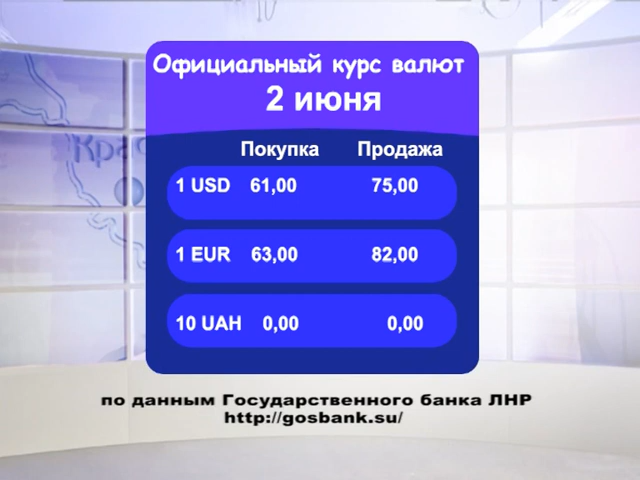 Официальный курс валют
2 июня
Покупка Продажа
1 USD 61,00 75,00
1 EUR 63,00 82,00
10 UAH 0,00 0,00
по данным Государственного банка ЛНР
http://gosbank.su/
Крас